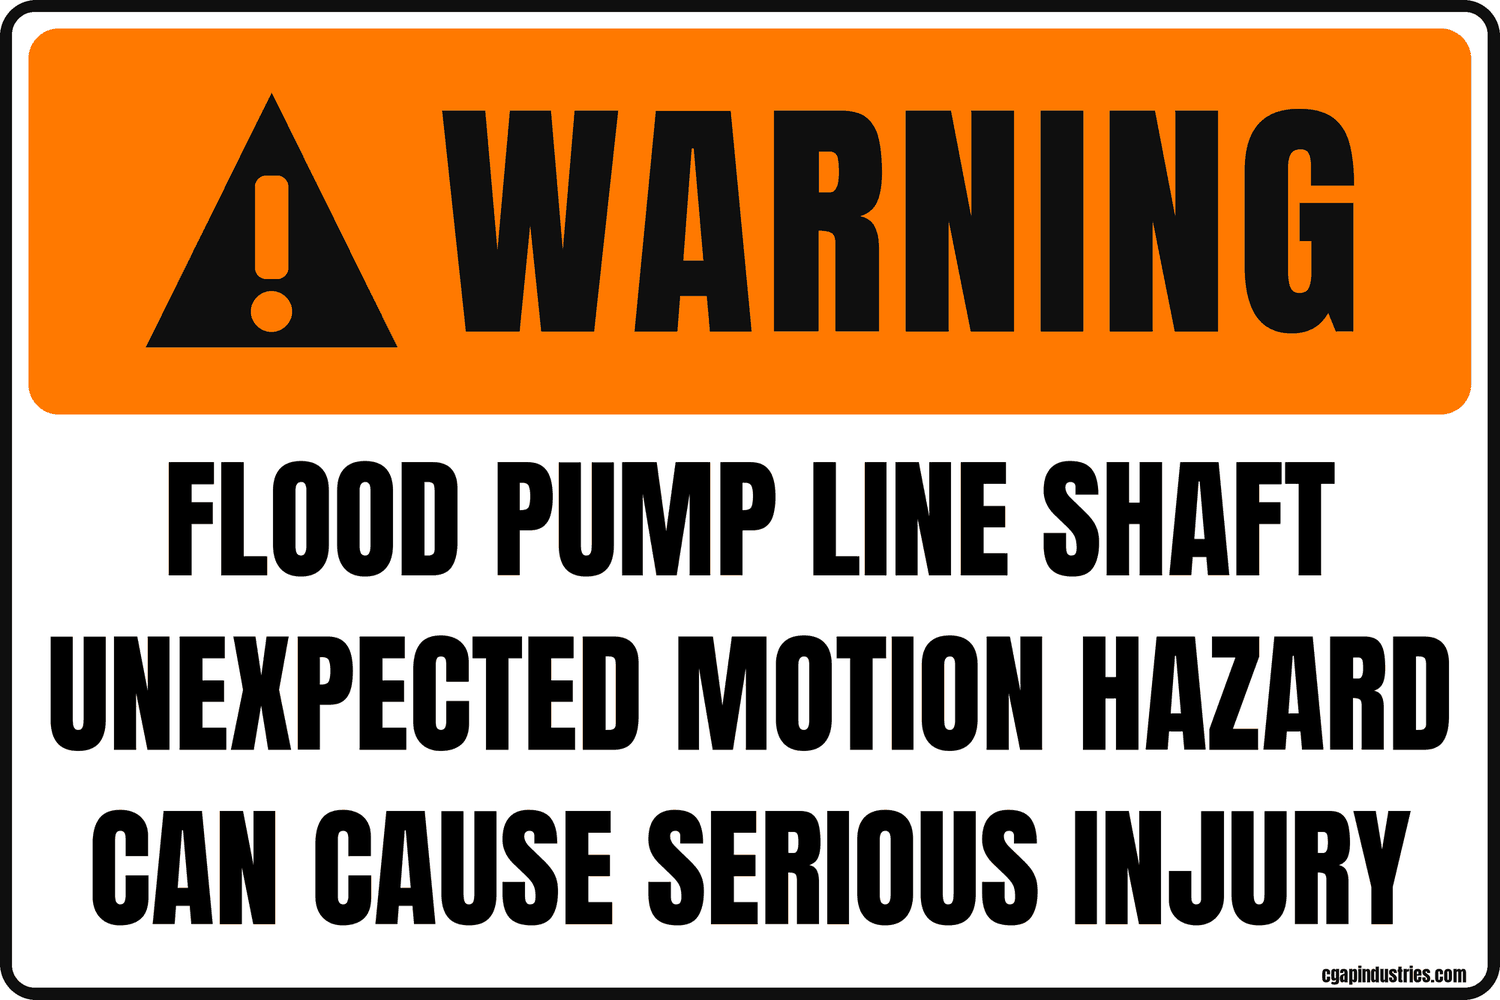 WARNING
FLOOD PUMP LINE SHAFT
UNEXPECTED MOTION HAZARD
CAN CAUSE SERIOUS INJURY
cgapindustries.com